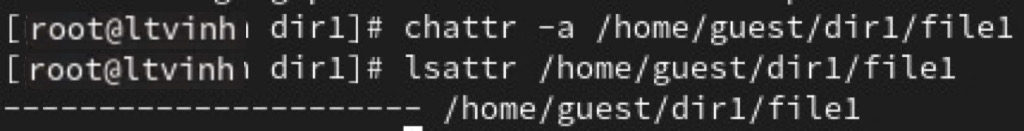 [root@ltvinh dir1]# chattr -a /home/guest/dir1/file1
[root@ltvinh dir1]# lsattr /home/guest/dir1/file1
---------------------- /home/guest/dir1/file1